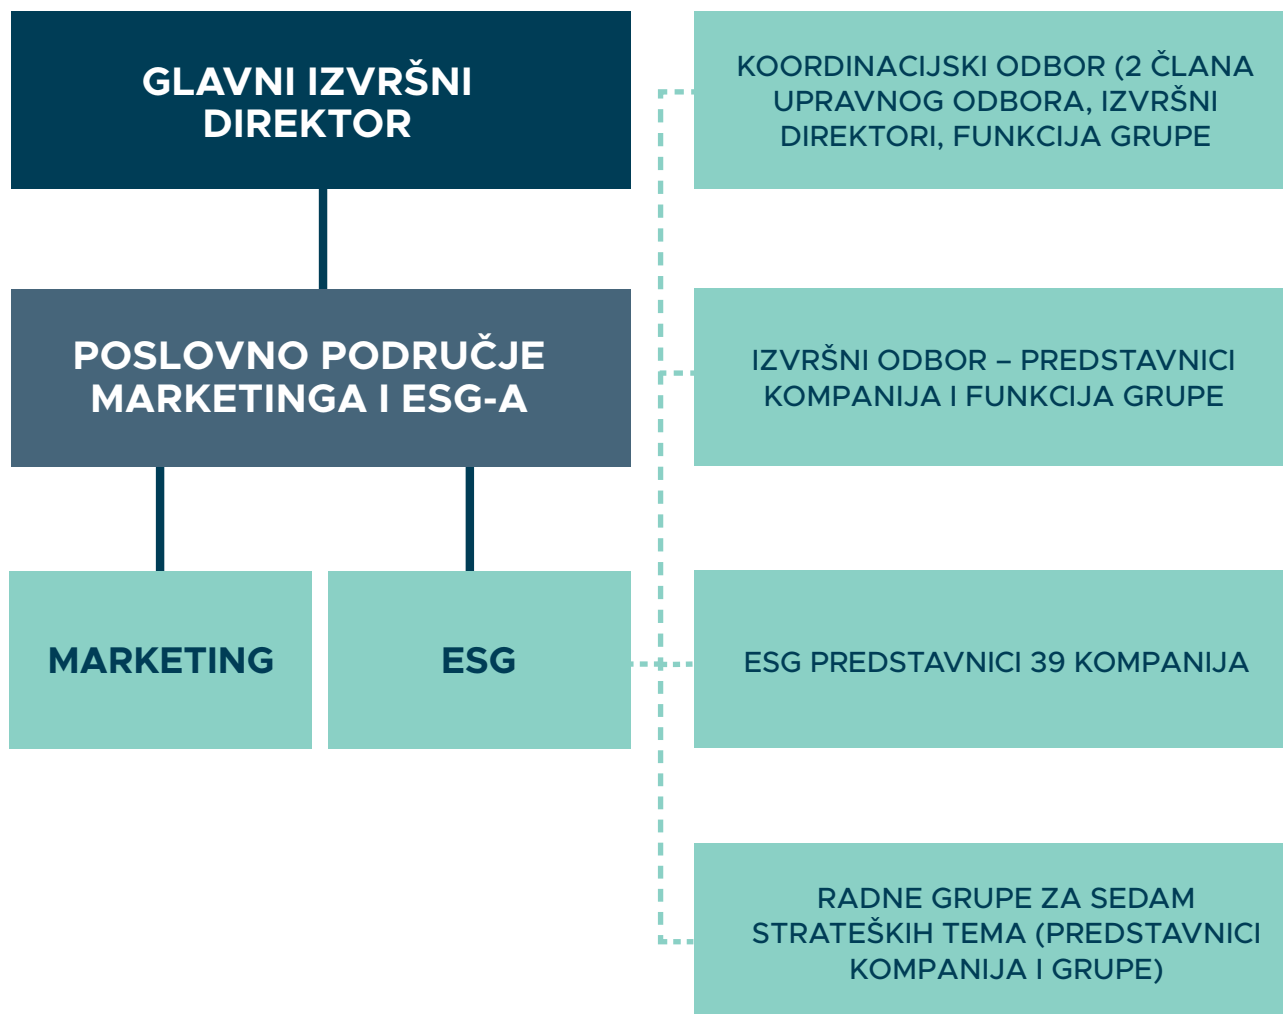 GLAVNI IZVRŠNI
DIREKTOR
KOORDINACIJSKI ODBOR (2 ČLANA
UPRAVNOG ODBORA, IZVRŠNI
DIREKTORI, FUNKCIJA GRUPE
POSLOVNO PODRUČJE
MARKETINGA I ESG-A
IZVRŠNI ODBOR – PREDSTAVNICI
KOMPANIJA I FUNKCIJA GRUPE
MARKETING
ESG
ESG PREDSTAVNICI 39 KOMPANIJA
RADNE GRUPE ZA SEDAM
STRATEŠKIH TEMA (PREDSTAVNICI
KOMPANIJA I GRUPE)